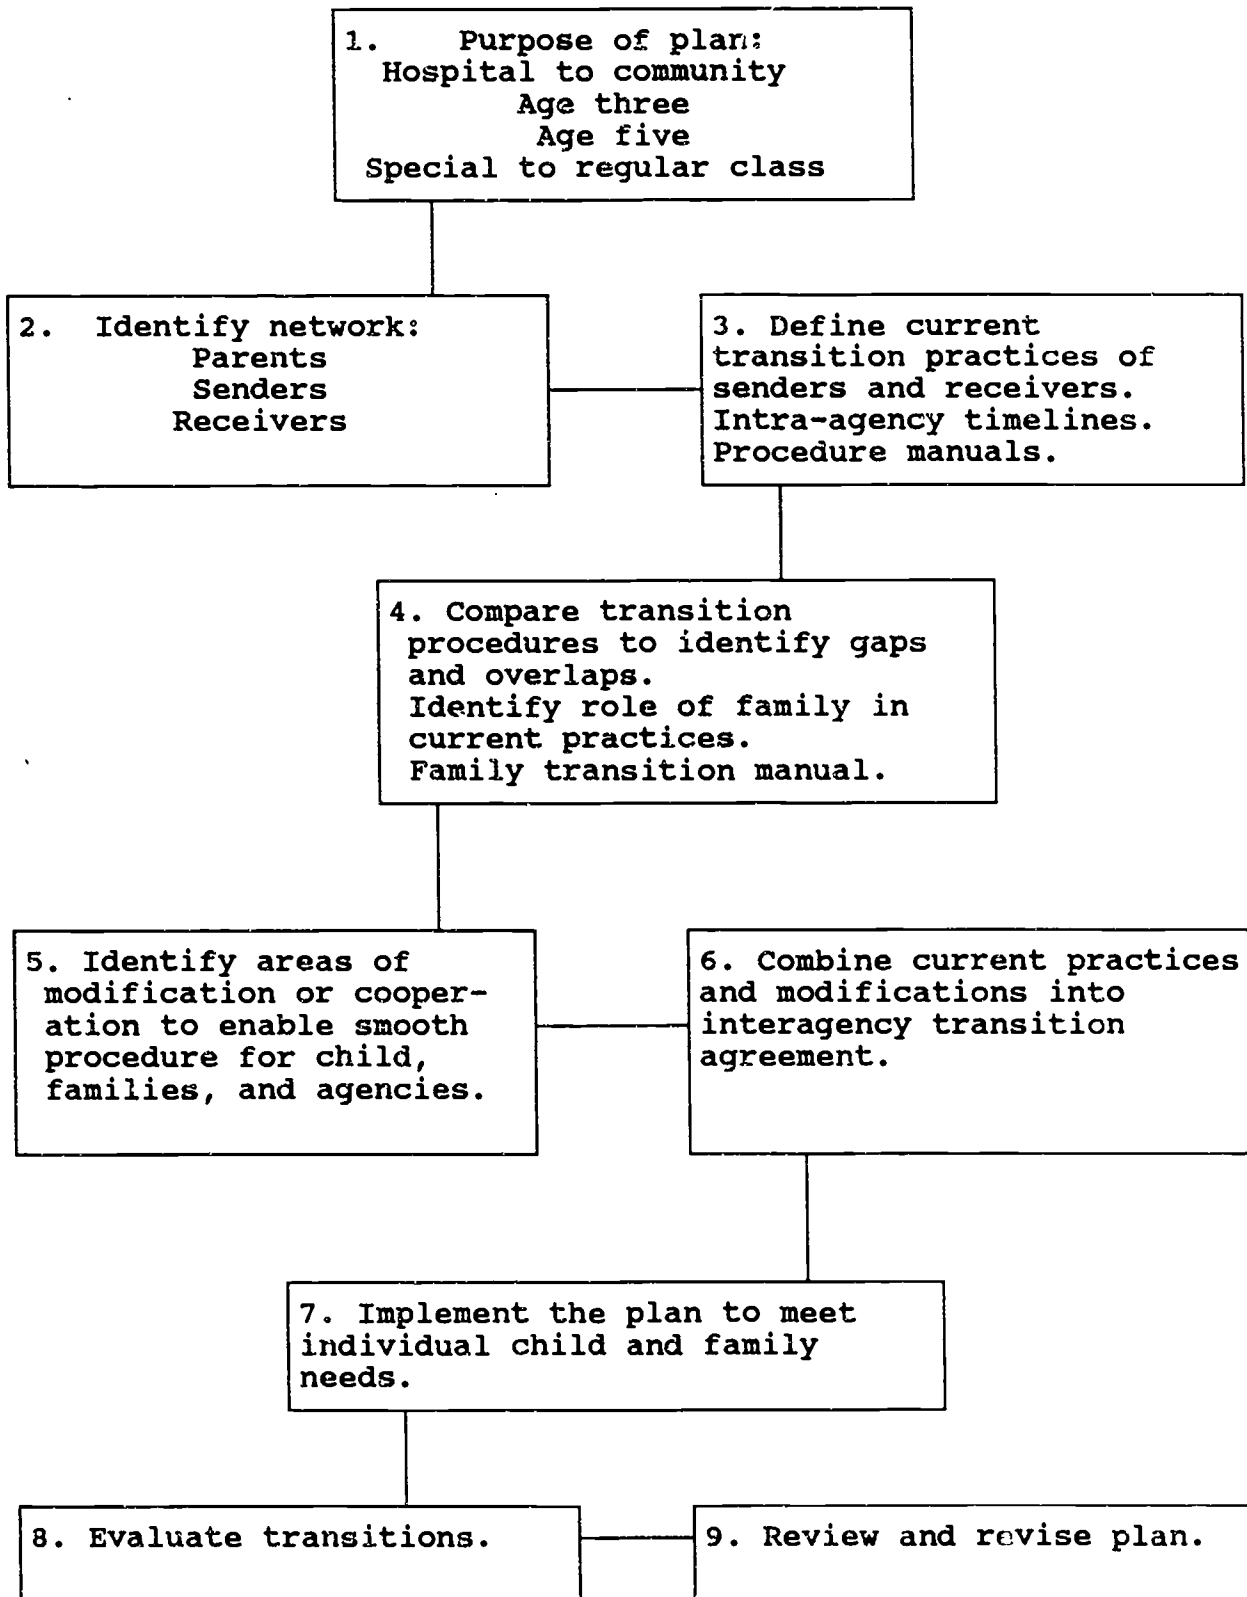 1. Purpose of plan:
Hospital to community
Age three
Age five
Special to regular class
2. Identify network:
Parents
Senders
Receivers
3. Define current
transition practices of
senders and receivers.
Intra-agency timelines.
Procedure manuals.
4. Compare transition
procedures to identify gaps
and overlaps.
Identify role of family in
current practices.
Family transition manual.
5. Identify areas of
modification or cooper-
ation to enable smooth
procedure for child,
families, and agencies.
6. Combine current practices
and modifications into
interagency transition
agreement.
7. Implement the plan to meet
individual child and family
needs.
8. Evaluate transitions.
9. Review and revise plan.